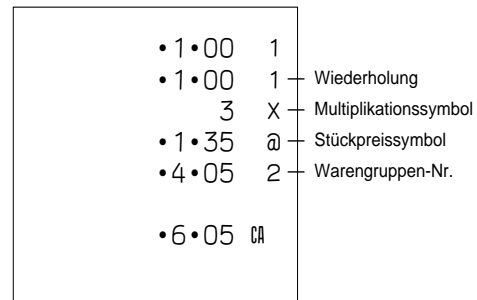 •1•00 1
•1•00 1 Wiederholung
3 X Multiplikationssymbol
•1•35 @ Stückpreissymbol
•4•05 2 Warengruppen-Nr.
•6•05 CA